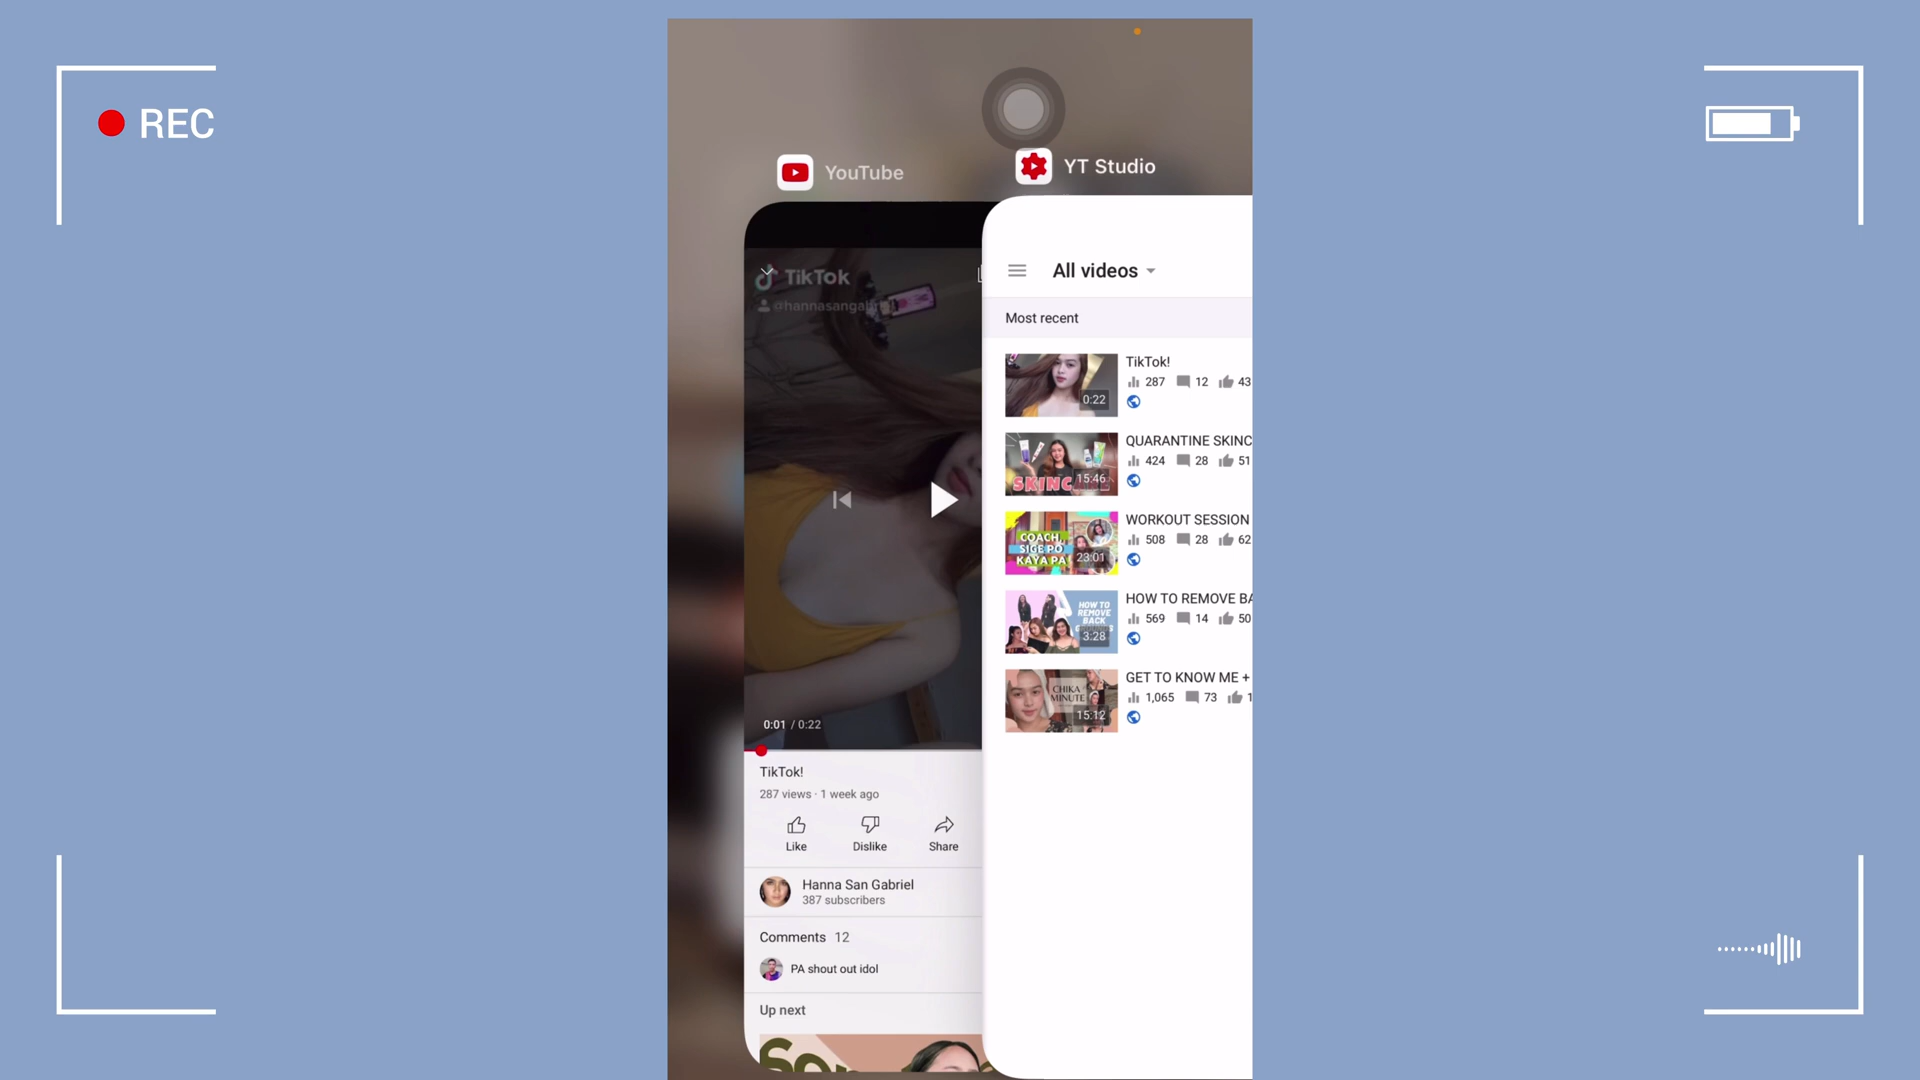 REC
YouTube
YT Studio
TikTok
@hannasangab
0:01 / 0:22
TikTok!
287 views · 1 week ago
Like
Dislike
Share
Hanna San Gabriel
387 subscribers
Comments 12
PA shout out idol
Up next
All videos
Most recent
TikTok!
287 12 43
0:22
QUARANTINE SKINC
424 28 51
SKINC
15:46
WORKOUT SESSION
508 28 62
COACH,
SIGE PO
KAYA PA
23:01
HOW TO REMOVE BA
569 14 50
HOW TO
REMOVE
BACK
3:28
GET TO KNOW ME +
1,065 73 1
CHIKA
MINUTE
15:12